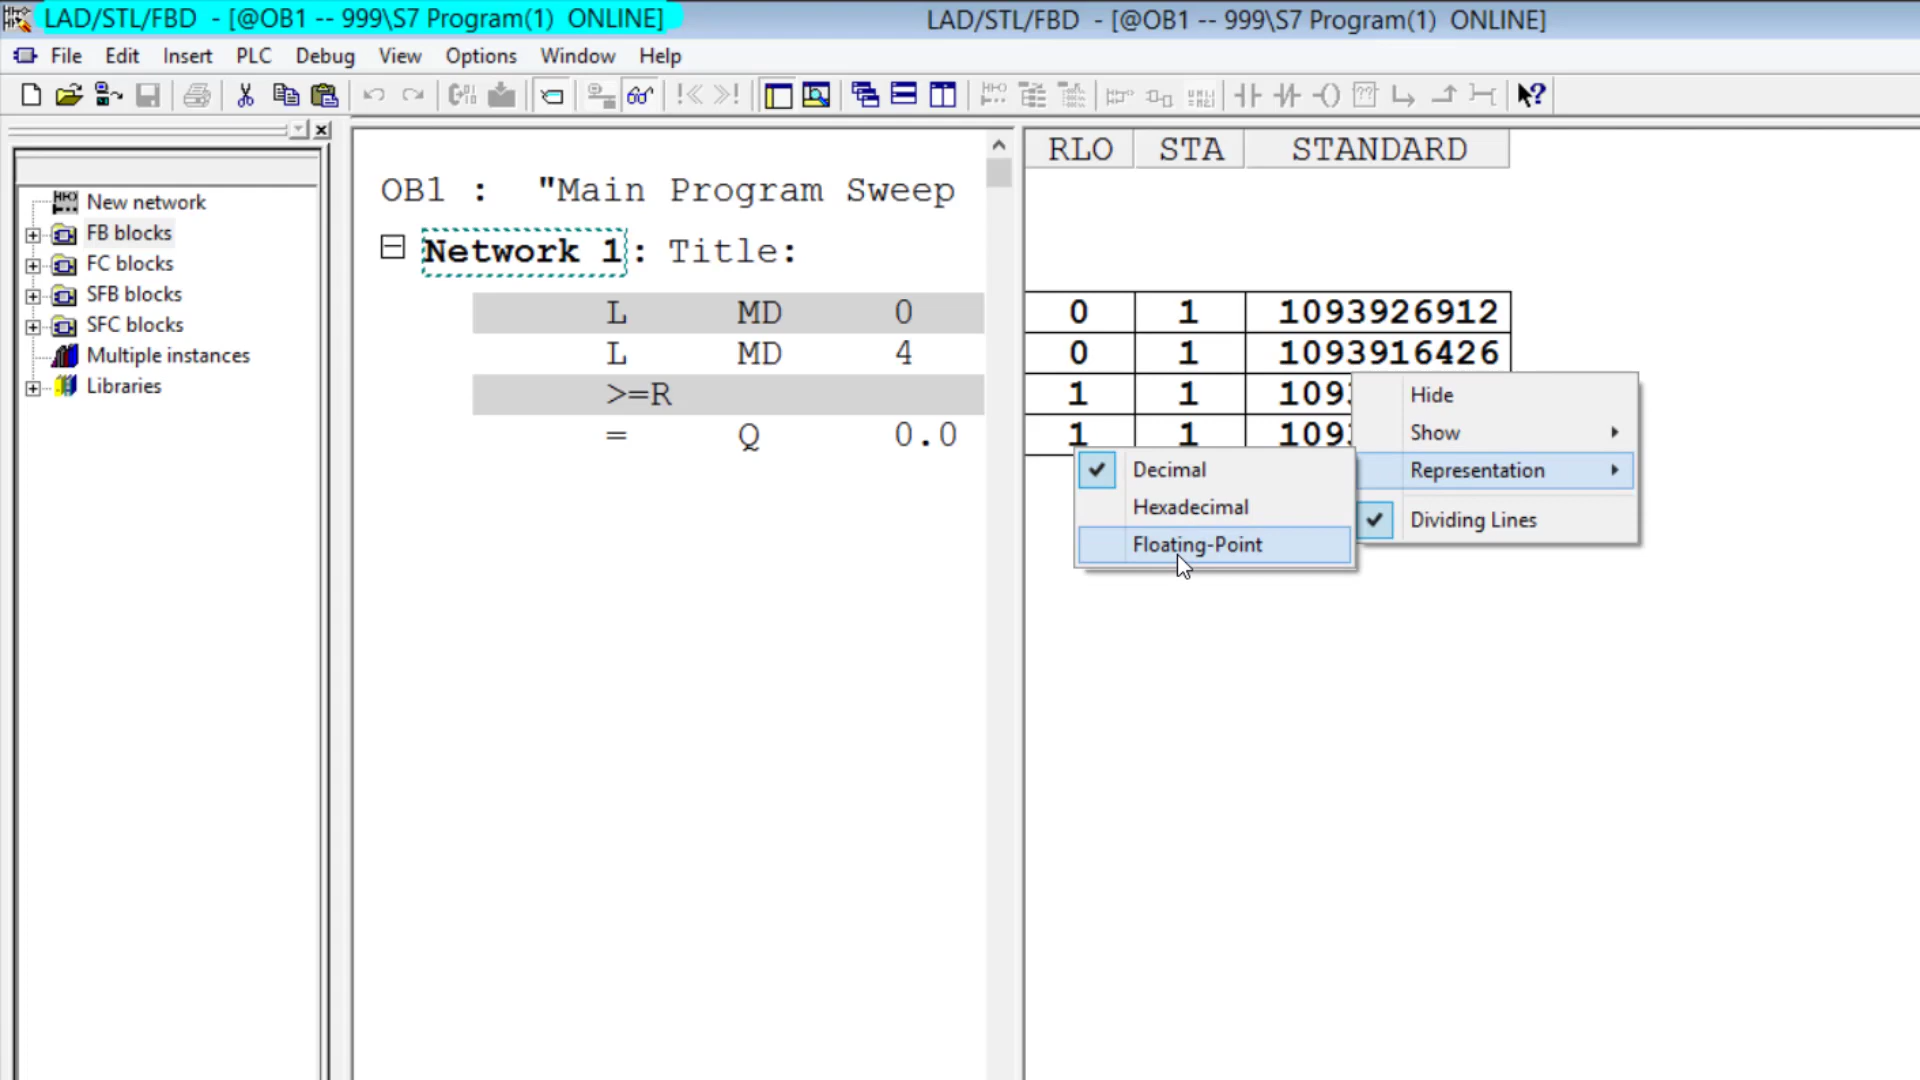 LAD/STL/FBD - [@OB1 -- 999\S7 Program(1) ONLINE]
LAD/STL/FBD - [@OB1 -- 999\S7 Program(1) ONLINE]
File Edit Insert PLC Debug View Options Window Help
New network
FB blocks
FC blocks
SFB blocks
SFC blocks
Multiple instances
Libraries
OB1 : "Main Program Sweep
Network 1: Title:
L MD 0
L MD 4
>=R
= Q 0.0
RLO STA STANDARD
0 1 1093926912
0 1 1093916426
1 1 109
1 1 109
Hide
Show
Representation
Dividing Lines
Decimal
Hexadecimal
Floating-Point